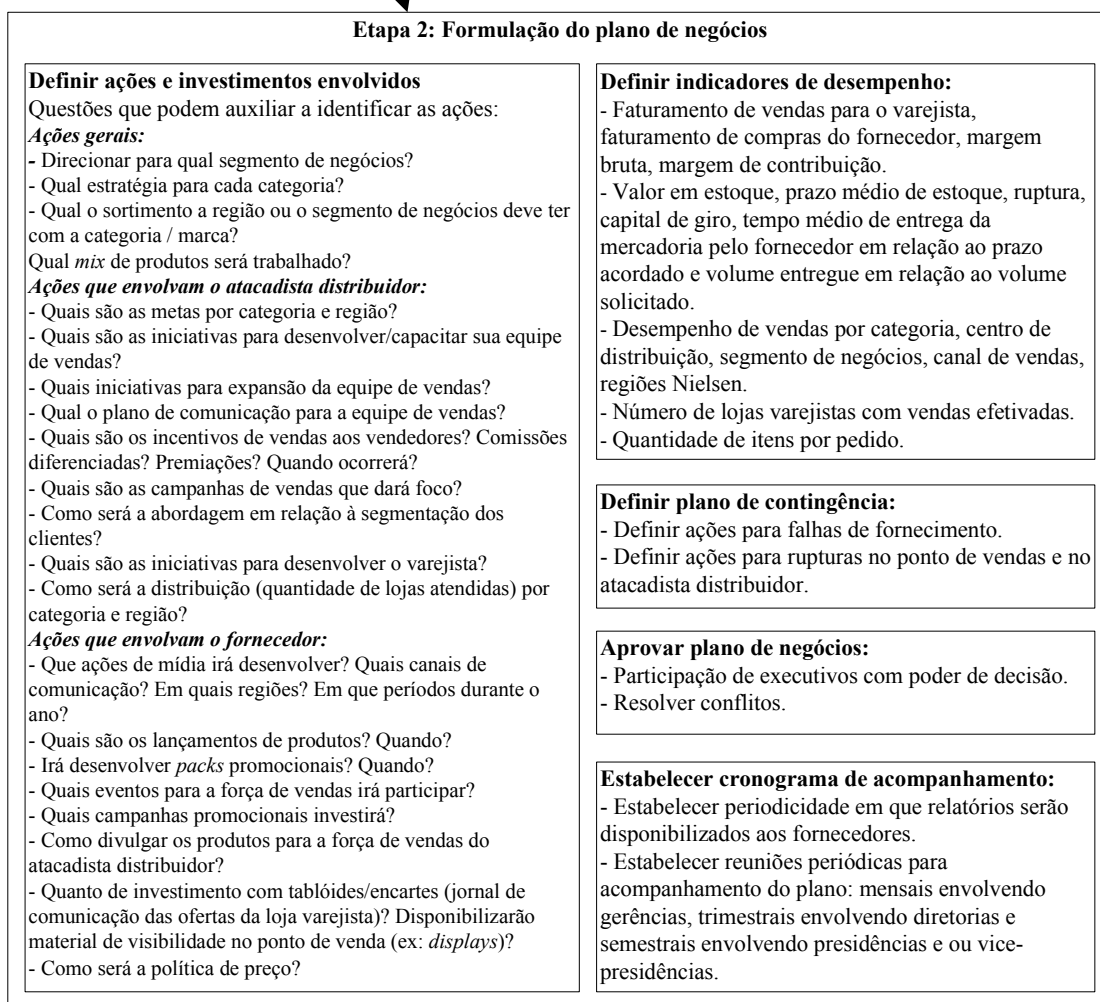 Etapa 2: Formulação do plano de negócios
Definir ações e investimentos envolvidos
Questões que podem auxiliar a identificar as ações:
Ações gerais:
- Direcionar para qual segmento de negócios?
- Qual estratégia para cada categoria?
- Qual o sortimento a região ou o segmento de negócios deve ter
com a categoria / marca?
Qual mix de produtos será trabalhado?
Ações que envolvam o atacadista distribuidor:
- Quais são as metas por categoria e região?
- Quais são as iniciativas para desenvolver/capacitar sua equipe
de vendas?
- Quais iniciativas para expansão da equipe de vendas?
- Qual o plano de comunicação para a equipe de vendas?
- Quais são os incentivos de vendas aos vendedores? Comissões
diferenciadas? Premiações? Quando ocorrerá?
- Quais são as campanhas de vendas que dará foco?
- Como será a abordagem em relação à segmentação dos
clientes?
- Quais são as iniciativas para desenvolver o varejista?
- Como será a distribuição (quantidade de lojas atendidas) por
categoria e região?
Ações que envolvam o fornecedor:
- Que ações de mídia irá desenvolver? Quais canais de
comunicação? Em quais regiões? Em que períodos durante o
ano?
- Quais são os lançamentos de produtos? Quando?
- Irá desenvolver packs promocionais? Quando?
- Quais eventos para a força de vendas irá participar?
- Quais campanhas promocionais investirá?
- Como divulgar os produtos para a força de vendas do
atacadista distribuidor?
- Quanto de investimento com tablóides/encartes (jornal de
comunicação das ofertas da loja varejista)? Disponibilizarão
material de visibilidade no ponto de venda (ex: displays)?
- Como será a política de preço?
Definir indicadores de desempenho:
- Faturamento de vendas para o varejista,
faturamento de compras do fornecedor, margem
bruta, margem de contribuição.
- Valor em estoque, prazo médio de estoque, ruptura,
capital de giro, tempo médio de entrega da
mercadoria pelo fornecedor em relação ao prazo
acordado e volume entregue em relação ao volume
solicitado.
- Desempenho de vendas por categoria, centro de
distribuição, segmento de negócios, canal de vendas,
regiões Nielsen.
- Número de lojas varejistas com vendas efetivadas.
- Quantidade de itens por pedido.
Definir plano de contingência:
- Definir ações para falhas de fornecimento.
- Definir ações para rupturas no ponto de vendas e no
atacadista distribuidor.
Aprovar plano de negócios:
- Participação de executivos com poder de decisão.
- Resolver conflitos.
Estabelecer cronograma de acompanhamento:
- Estabelecer periodicidade em que relatórios serão
disponibilizados aos fornecedores.
- Estabelecer reuniões periódicas para
acompanhamento do plano: mensais envolvendo
gerências, trimestrais envolvendo diretorias e
semestrais envolvendo presidências e ou vice-
presidências.